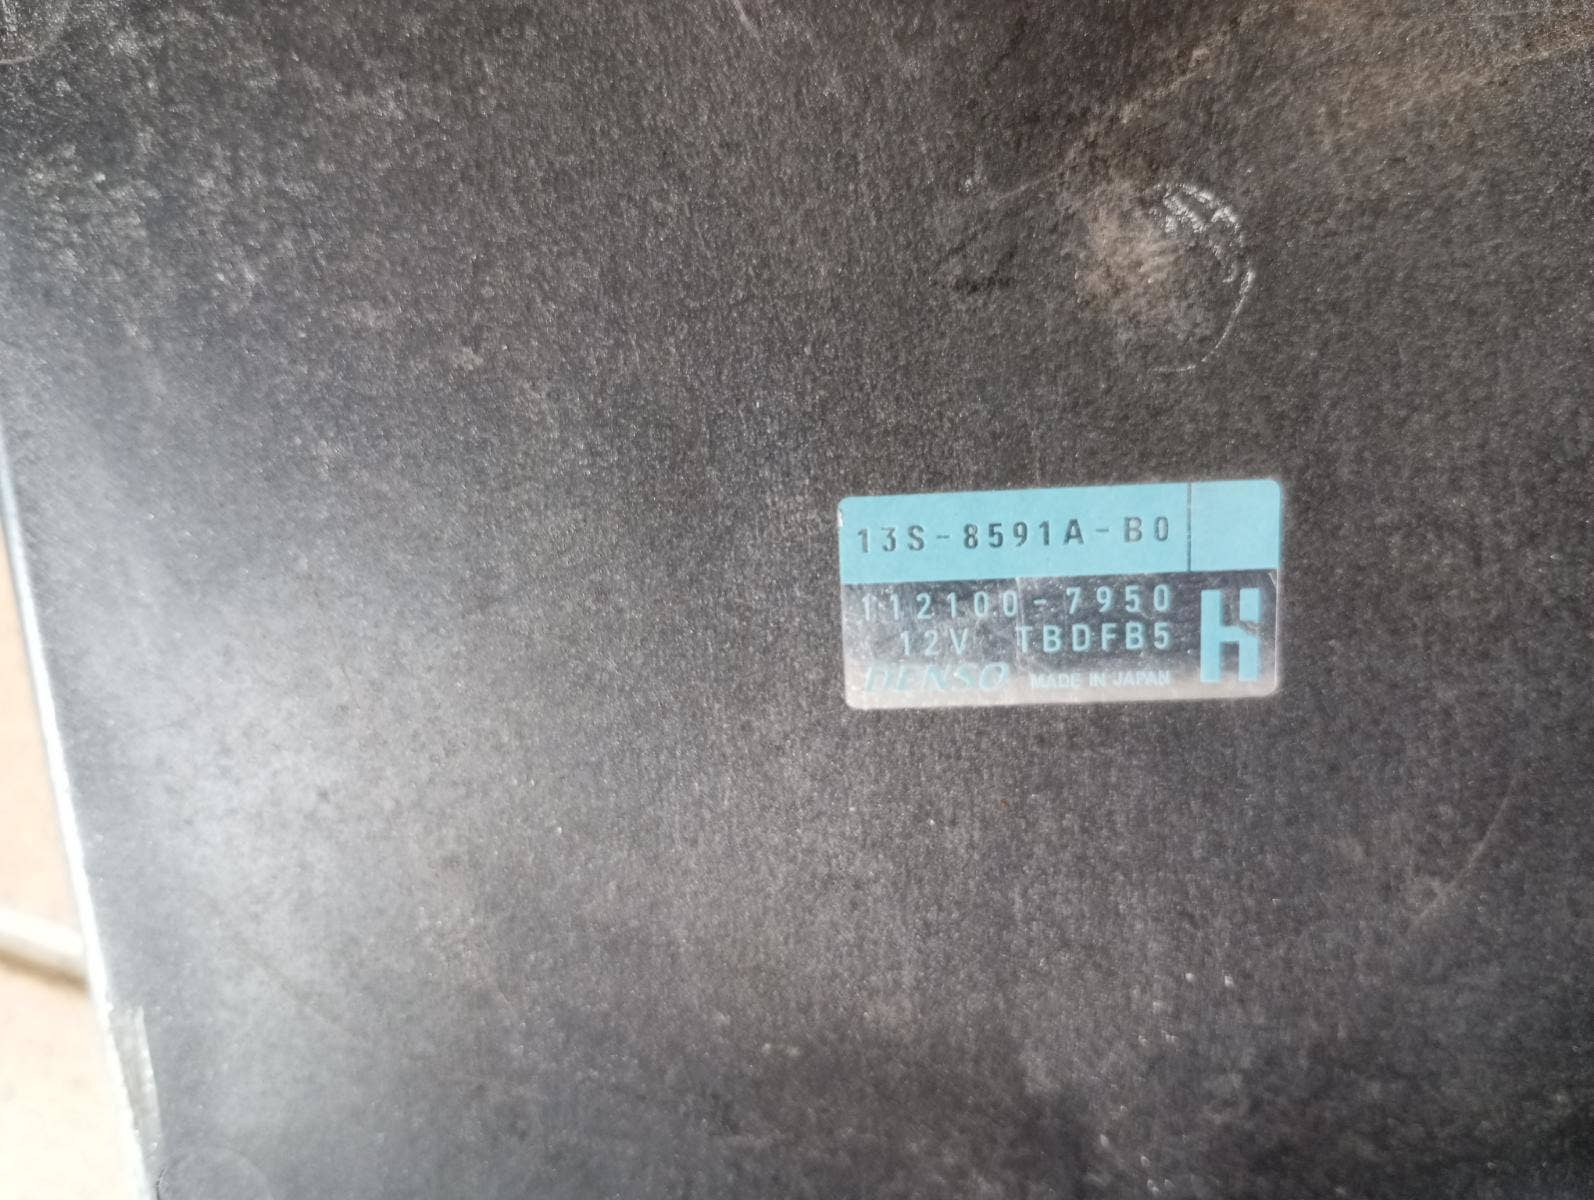 13S-8591A-B0
112100-7950
12V TBDFB5
DENSO MADE IN JAPAN
H